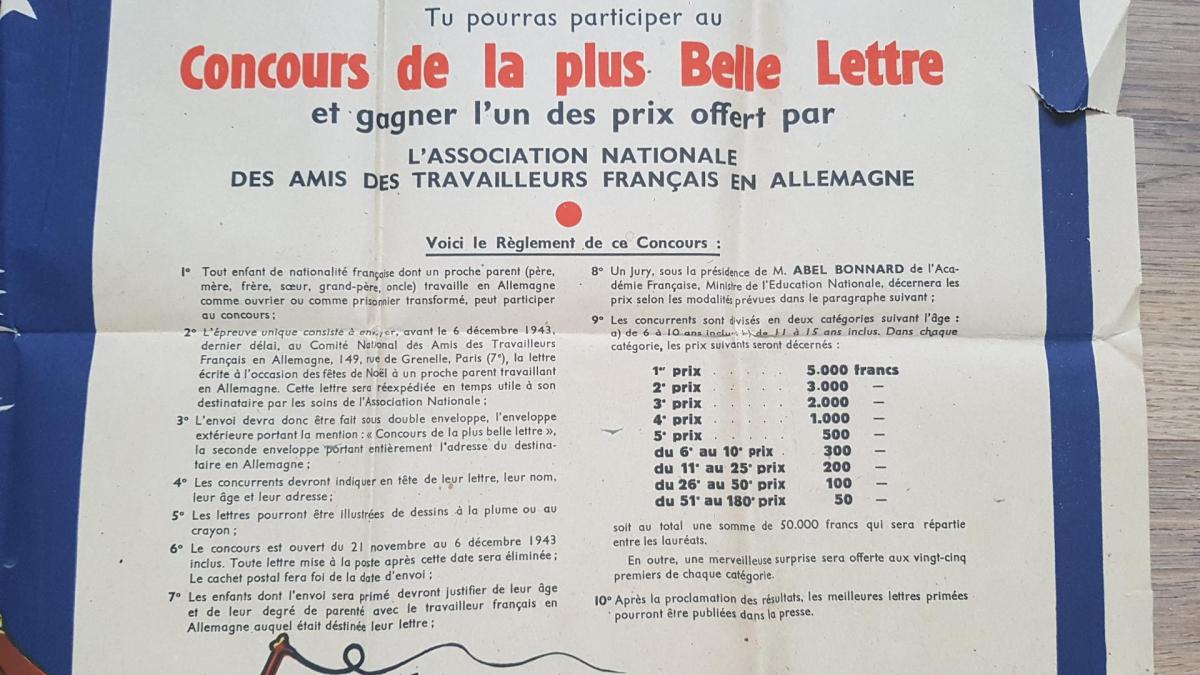 Tu pourras participer au
Concours de la plus Belle Lettre
et gagner l'un des prix offert par
L'ASSOCIATION NATIONALE
DES AMIS DES TRAVAILLEURS FRANÇAIS EN ALLEMAGNE
Voici le Règlement de ce Concours :
1° Tout enfant de nationalité française dont un proche parent (père,
mère, frère, sœur, grand-père, oncle) travaille en Allemagne
comme ouvrier ou comme prisonnier transformé, peut participer
au concours ;
2° L'épreuve unique consiste à envoyer, avant le 6 décembre 1943,
dernier délai, au Comité National des Amis des Travailleurs
Français en Allemagne, 149, rue de Grenelle, Paris (7e), la lettre
écrite à l'occasion des fêtes de Noël à un proche parent travaillant
en Allemagne. Cette lettre sera réexpédiée en temps utile à son
destinataire par les soins de l'Association Nationale ;
3° L'envoi devra donc être fait sous double enveloppe, l'enveloppe
extérieure portant la mention : « Concours de la plus belle lettre »,
la seconde enveloppe portant entièrement l'adresse du destina-
taire en Allemagne ;
4° Les concurrents devront indiquer en tête de leur lettre, leur nom,
leur âge et leur adresse ;
5° Les lettres pourront être illustrées de dessins à la plume ou au
crayon ;
6° Le concours est ouvert du 21 novembre au 6 décembre 1943
inclus. Toute lettre mise à la poste après cette date sera éliminée ;
Le cachet postal fera foi de la date d'envoi ;
7° Les enfants dont l'envoi sera primé devront justifier de leur âge
et de leur degré de parenté avec le travailleur français en
Allemagne auquel était déstinée leur lettre ;
8° Un Jury, sous la présidence de M. ABEL BONNARD de l'Aca-
démie Française, Ministre de l'Education Nationale, décernera les
prix selon les modalités prévues dans le paragraphe suivant ;
9° Les concurrents sont divisés en deux catégories suivant l'âge :
a) de 6 à 10 ans inclus b) de 11 à 15 ans inclus. Dans chaque
catégorie, les prix suivants seront décernés :
1er prix . . . . . 5.000 francs
2e prix . . . . . 3.000 —
3e prix . . . . . 2.000 —
4e prix . . . . . 1.000 —
5e prix . . . . . 500 —
du 6e au 10e prix . 300 —
du 11e au 25e prix 200 —
du 26e au 50e prix 100 —
du 51e au 180e prix 50 —
soit au total une somme de 50.000 francs qui sera répartie
entre les lauréats.
En outre, une merveilleuse surprise sera offerte aux vingt-cinq
premiers de chaque catégorie.
10° Après la proclamation des résultats, les meilleures lettres primées
pourront être publiées dans la presse.